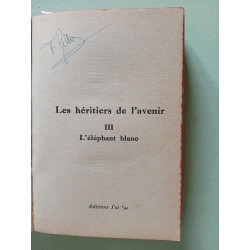 Les héritiers de l'avenir
III
L'éléphant blanc
Editions J'ai lu